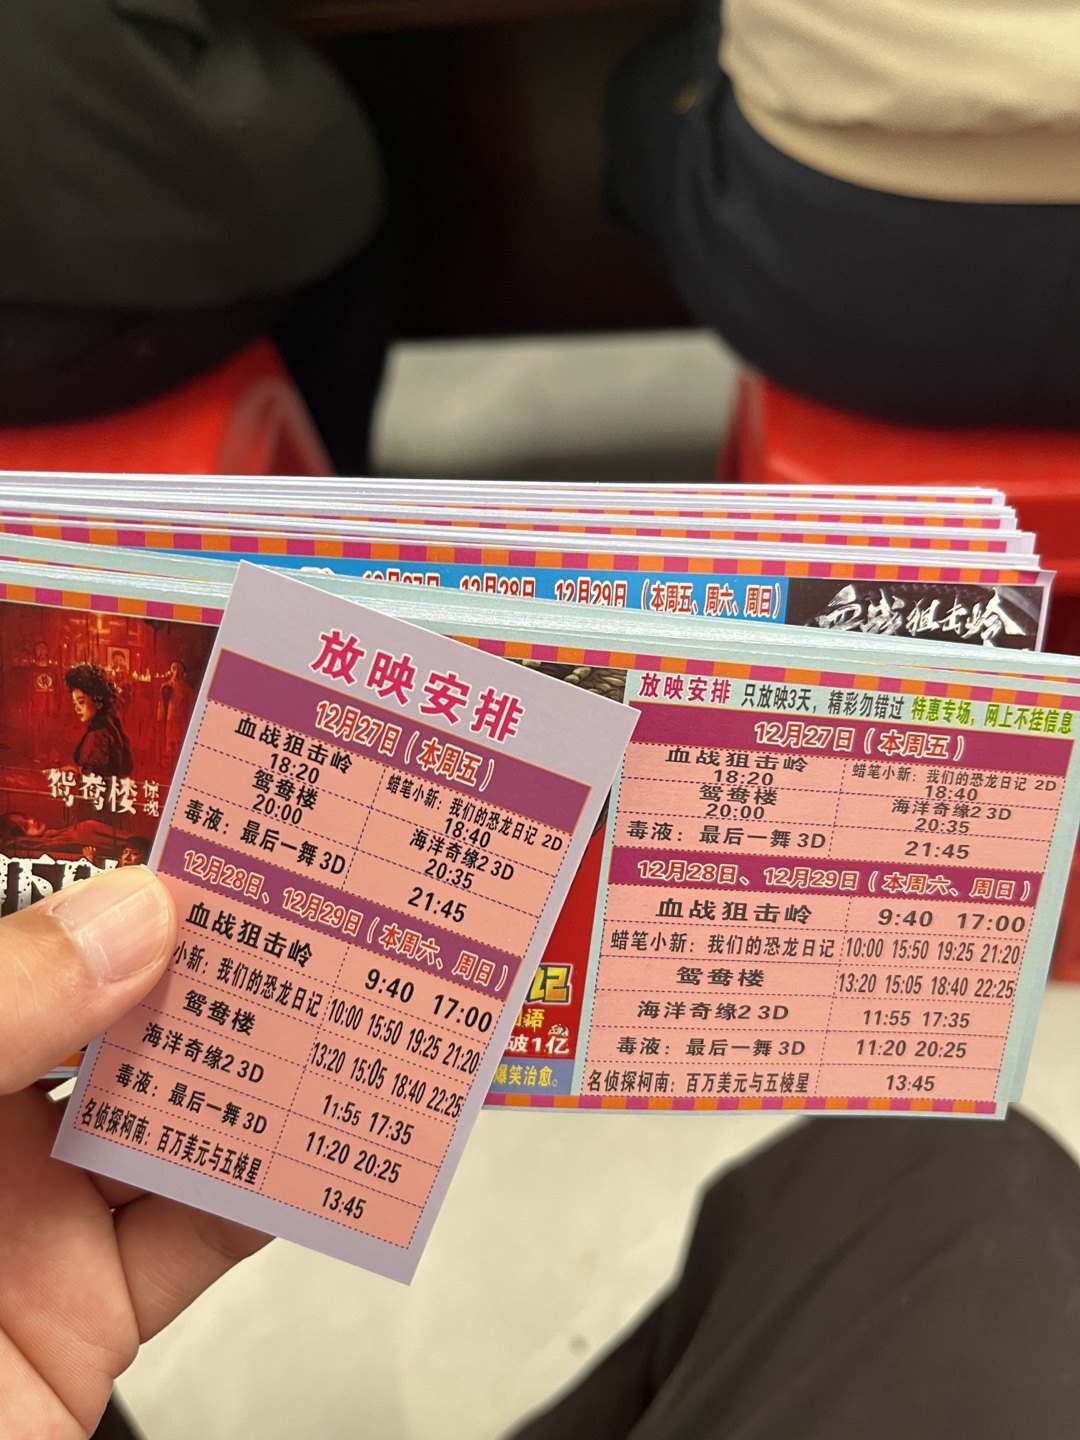 12月27日、12月28日、12月29日（本周五、周六、周日）
血战狙击岭
鸳鸯楼
惊魂
放映安排
12月27日（本周五）
血战狙击岭
18:20
蜡笔小新：我们的恐龙日记 2D
18:40
鸳鸯楼
20:00
海洋奇缘2 3D
20:35
毒液：最后一舞 3D
21:45
12月28日、12月29日（本周六、周日）
血战狙击岭
9:40 17:00
小新：我们的恐龙日记
10:00 15:50 19:25 21:20
鸳鸯楼
13:20 15:05 18:40 22:25
海洋奇缘2 3D
11:55 17:35
毒液：最后一舞 3D
11:20 20:25
名侦探柯南：百万美元与五棱星
13:45
记
语
破1亿
爆笑治愈。
放映安排 只放映3天，精彩勿错过 特惠专场，网上不挂信息
12月27日（本周五）
血战狙击岭
18:20
蜡笔小新：我们的恐龙日记 2D
18:40
鸳鸯楼
20:00
海洋奇缘2 3D
20:35
毒液：最后一舞 3D
21:45
12月28日、12月29日（本周六、周日）
血战狙击岭 9:40 17:00
蜡笔小新：我们的恐龙日记 10:00 15:50 19:25 21:20
鸳鸯楼 13:20 15:05 18:40 22:25
海洋奇缘2 3D 11:55 17:35
毒液：最后一舞 3D 11:20 20:25
名侦探柯南：百万美元与五棱星 13:45